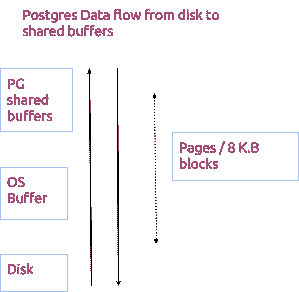 Postgres Data flow from disk to
shared buffers
PG
shared
buffers
Pages / 8 K.B
blocks
OS
Buffer
Disk